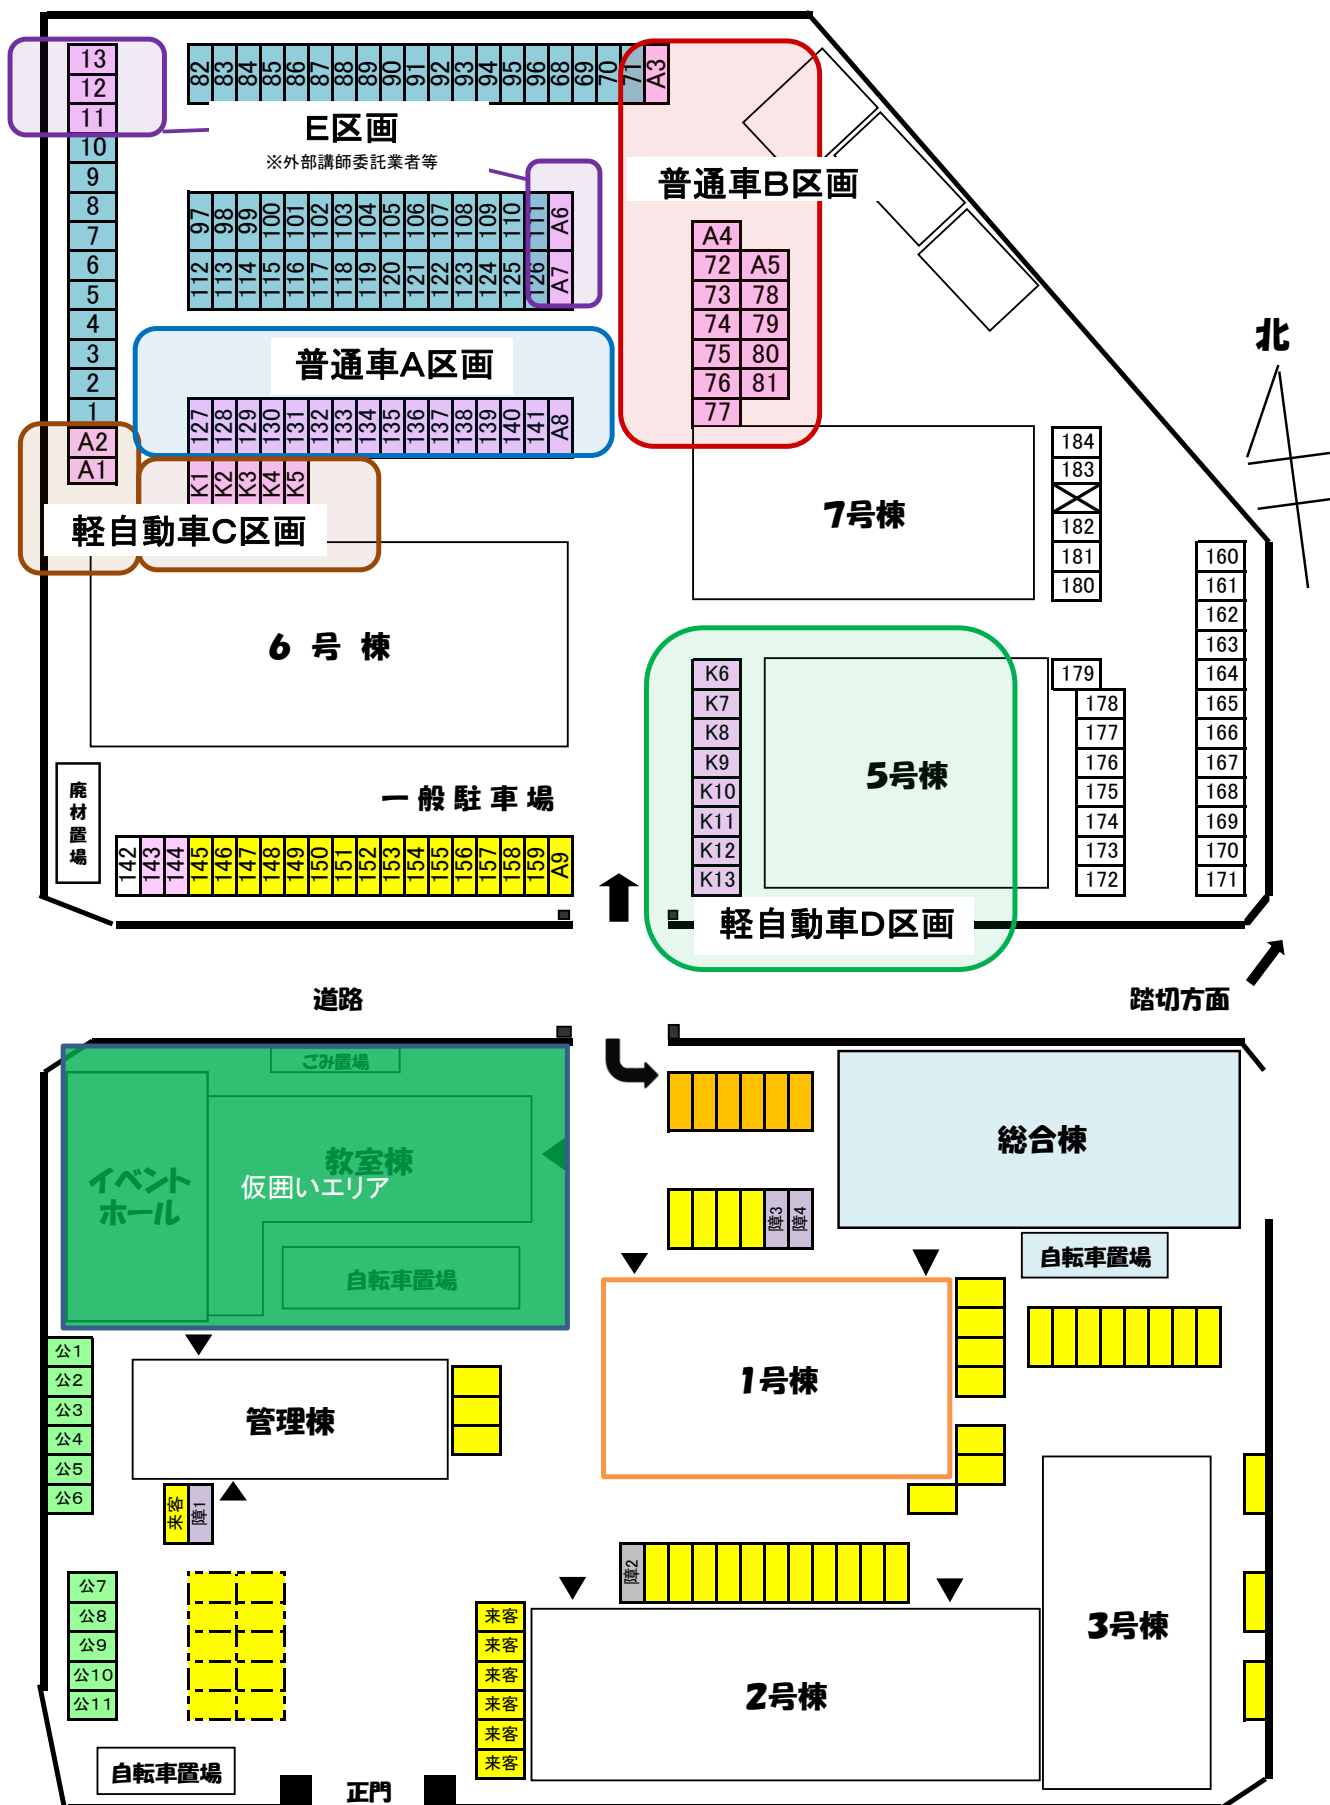 13
12
11
10
9
8
7
6
5
4
3
2
1
A2
A1
82 83 84 85 86 87 88 89 90 91 92 93 94 95 96 68 69 70 71 A3
E区画
※外部講師委託業者等
97 98 99 100 101 102 103 104 105 106 107 108 109 110 111 A6
112 113 114 115 116 117 118 119 120 121 122 123 124 125 126 A7
普通車B区画
A4
72 A5
73 78
74 79
75 80
76 81
77
普通車A区画
127 128 129 130 131 132 133 134 135 136 137 138 139 140 141 A8
K1 K2 K3 K4 K5
軽自動車C区画
北
7号棟
184
183
182
181
180
160
161
162
163
164
165
166
167
168
169
170
171
6号棟
K6
K7
K8
K9
K10
K11
K12
K13
5号棟
179
178
177
176
175
174
173
172
廃材置場
一般駐車場
142 143 144 145 146 147 148 149 150 151 152 153 154 155 156 157 158 159 A9
軽自動車D区画
道路
踏切方面
ごみ置場
教室棟
イベント
ホール
仮囲いエリア
自転車置場
総合棟
障3 障4
自転車置場
公1
公2
公3
公4
公5
公6
管理棟
1号棟
来客 障1
障2
公7
公8
公9
公10
公11
来客
来客
来客
来客
来客
来客
2号棟
3号棟
自転車置場
正門